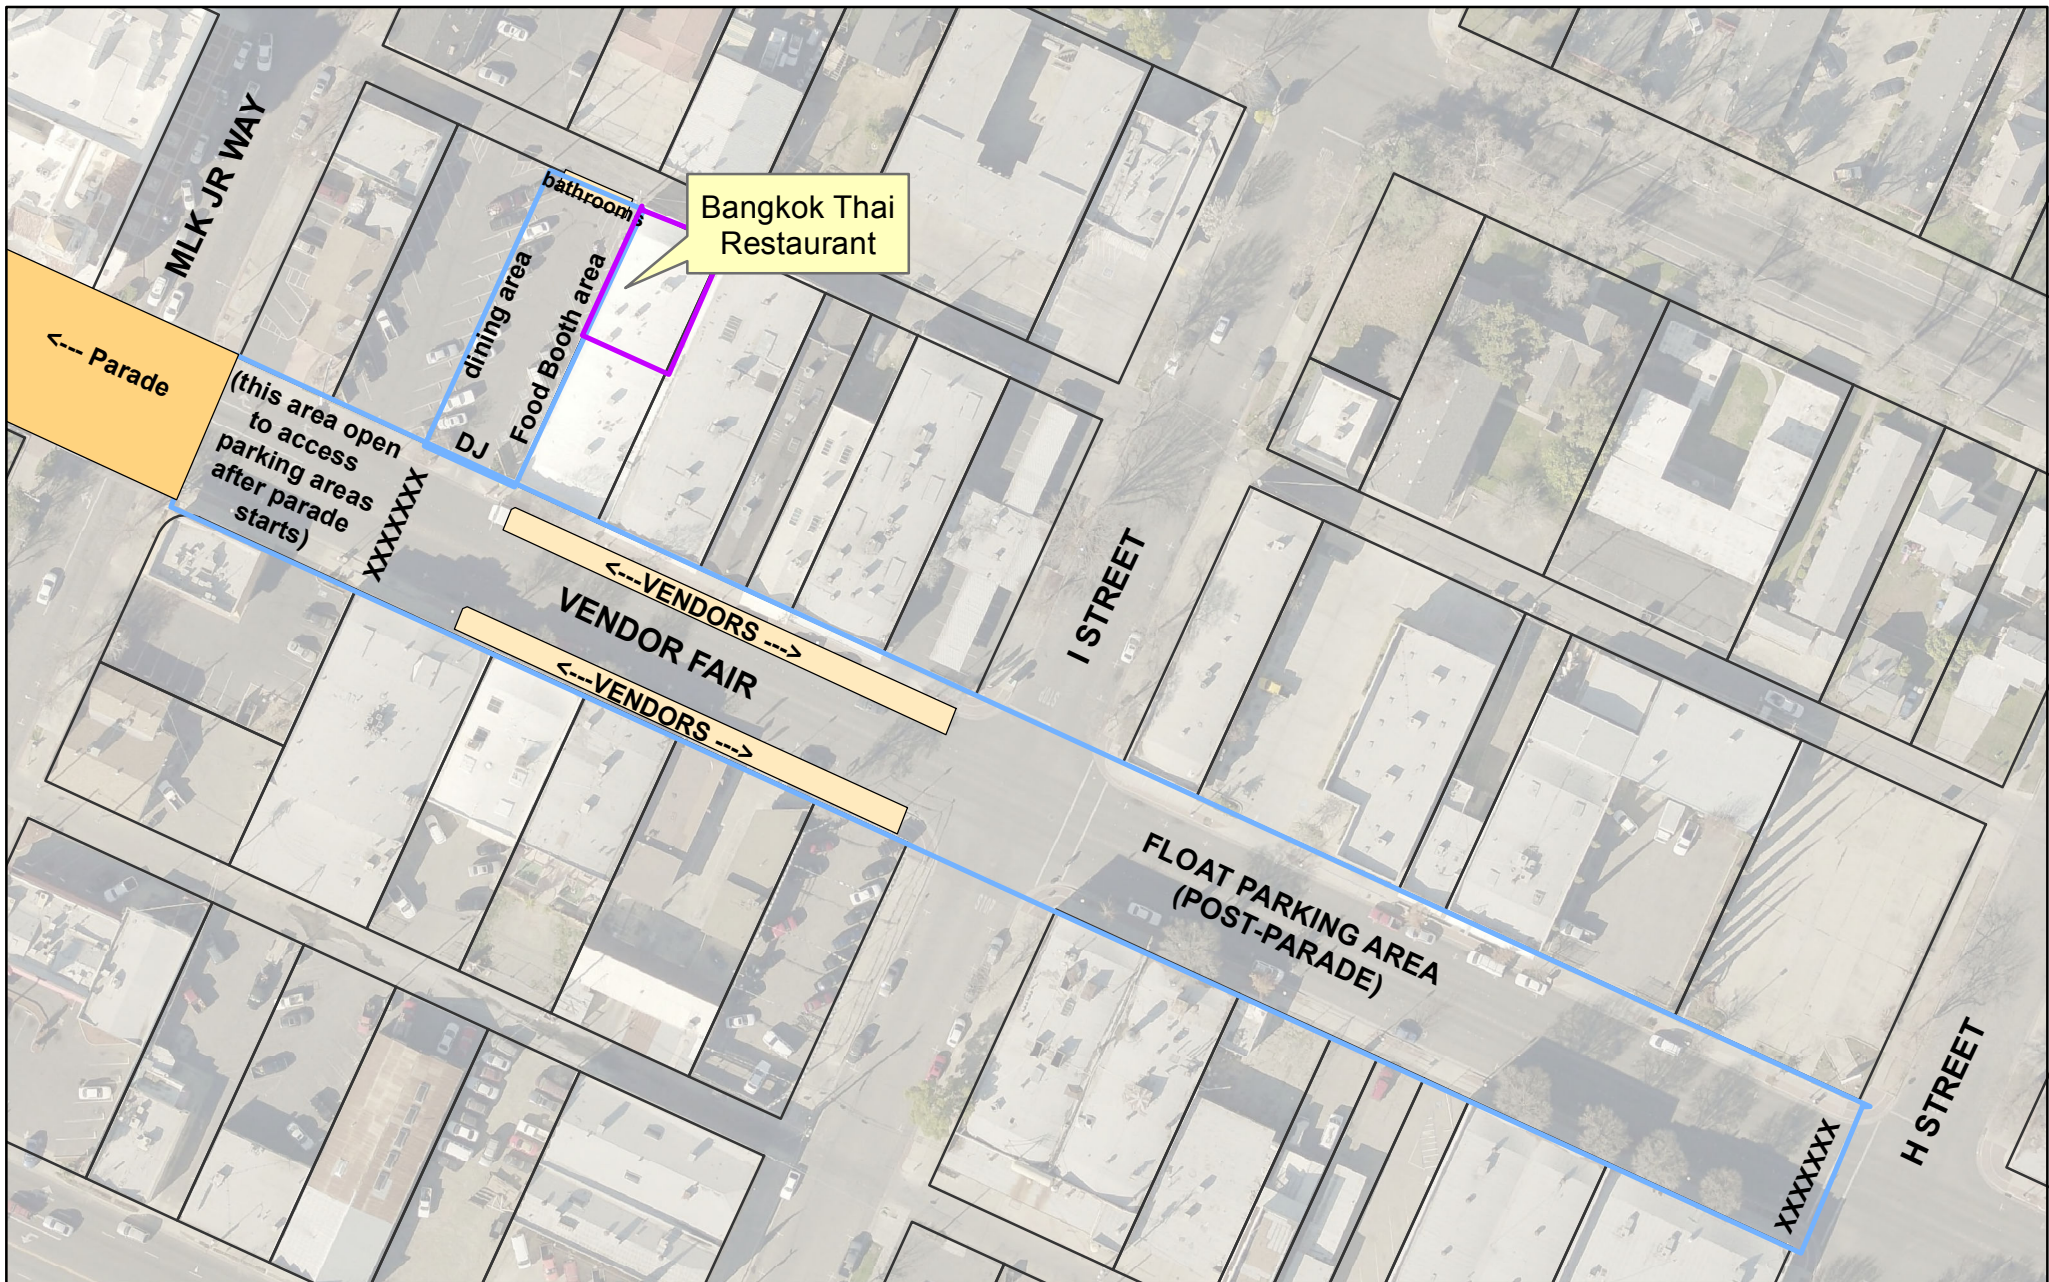 MLK JR WAY
bathrooms
Bangkok Thai
Restaurant
dining area
Food Booth area
DJ
<--- Parade
(this area open
to access
parking areas
after parade
starts)
XXXXXXXX
<---VENDORS --->
VENDOR FAIR
<---VENDORS --->
I STREET
FLOAT PARKING AREA
(POST-PARADE)
XXXXXXX
H STREET